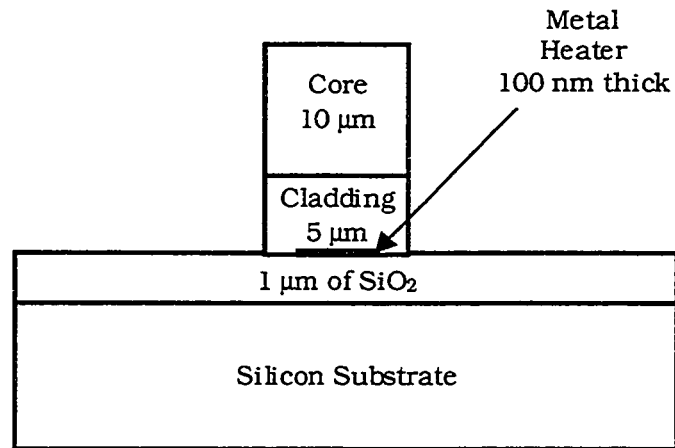 Metal
Heater
100 nm thick
Core
10 µm
Cladding
5 µm
1 µm of SiO₂
Silicon Substrate